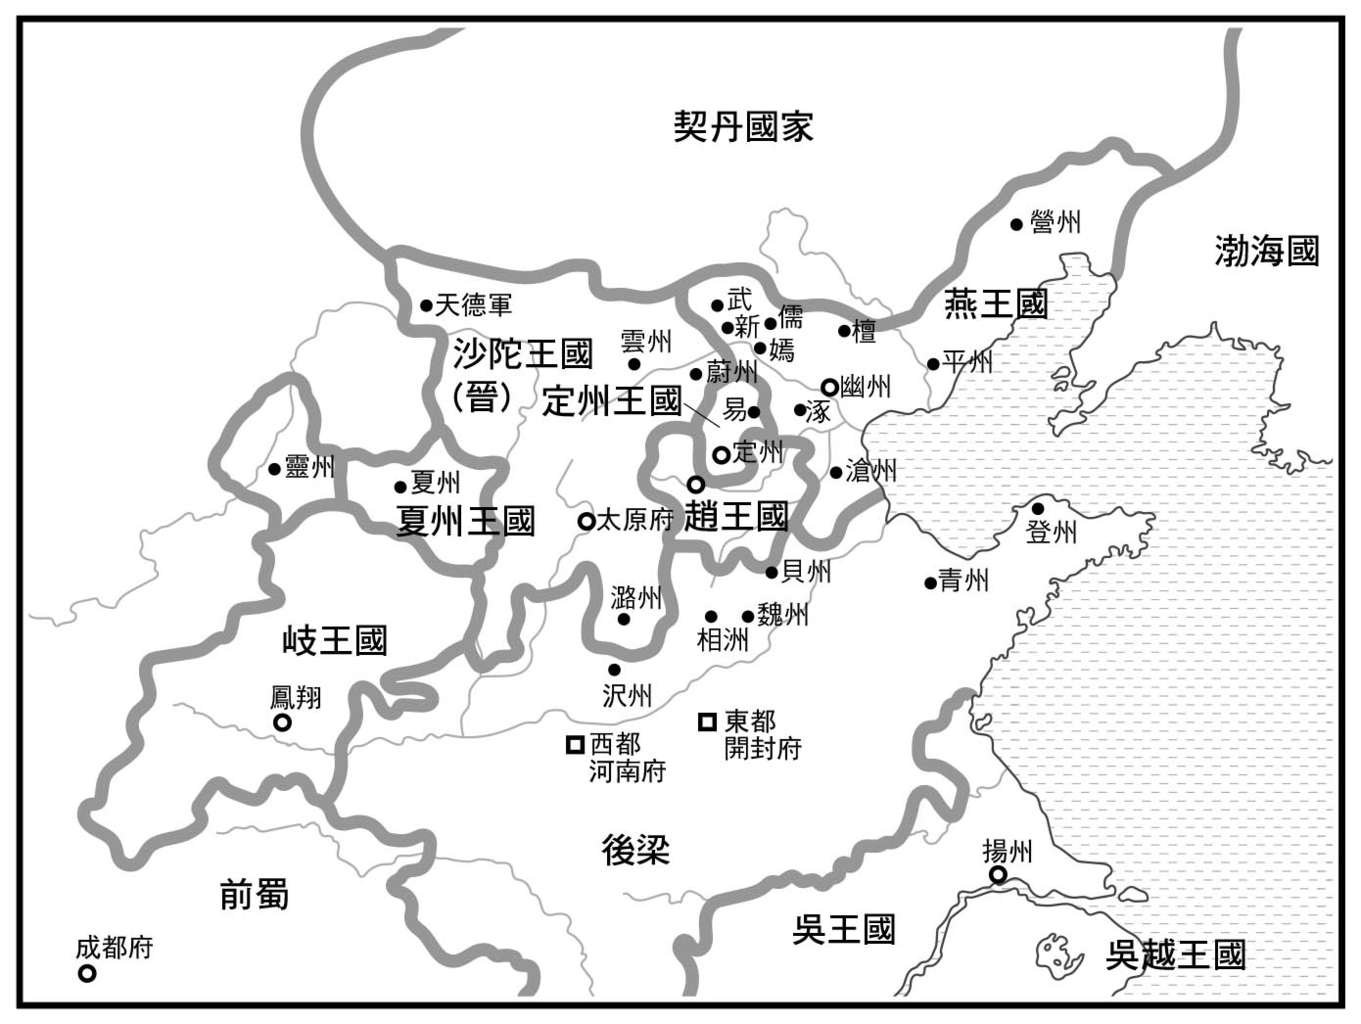 契丹國家
營州
渤海國
燕王國
天德軍
武
新
儒
檀
沙陀王國
（晉）
雲州
嬀
平州
蔚州
幽州
定州王國
易
涿
定州
靈州
夏州
滄州
夏州王國
太原府
趙王國
登州
貝州
青州
潞州
相洲
魏州
岐王國
沢州
鳳翔
東都
開封府
西都
河南府
後梁
揚州
前蜀
吳王國
成都府
吳越王國